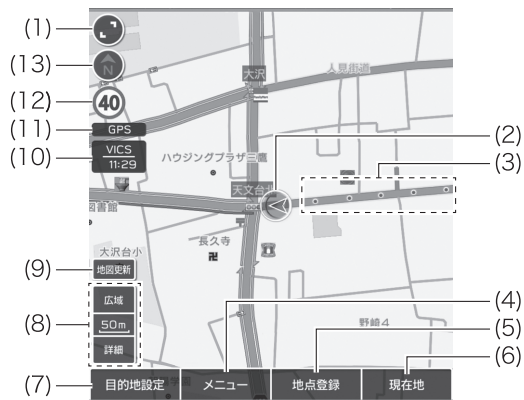 (1)
(13)
N
(12)
40
(11)
GPS
(10)
VICS
11:29
大沢
人見街道
ハウジングプラザ三鷹
(2)
(3)
天文台北
図書館
長久寺
大沢台小
(9)
地図更新
(4)
(8)
広域
50m
詳細
野崎4
(5)
(6)
(7)
目的地設定
メニュー
地点登録
現在地